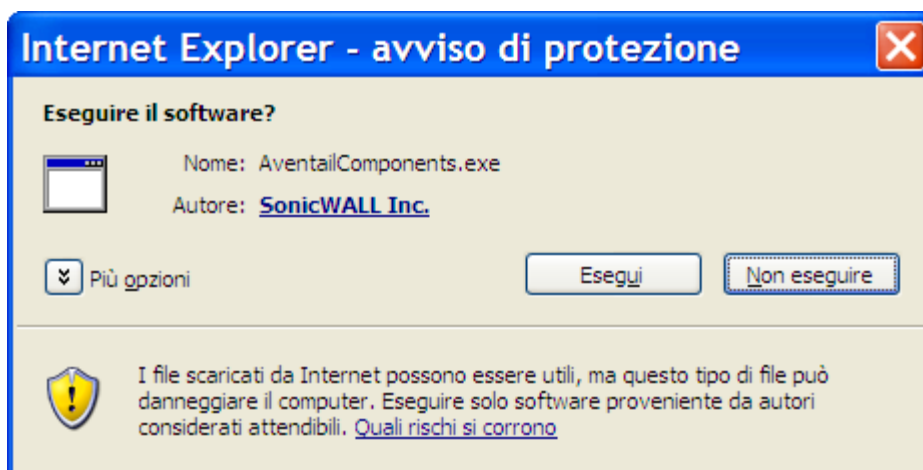 Internet Explorer - avviso di protezione
Eseguire il software?
Nome: AventailComponents.exe
Autore: SonicWALL Inc.
Più opzioni
Esegui
Non eseguire
I file scaricati da Internet possono essere utili, ma questo tipo di file può
danneggiare il computer. Eseguire solo software proveniente da autori
considerati attendibili. Quali rischi si corrono